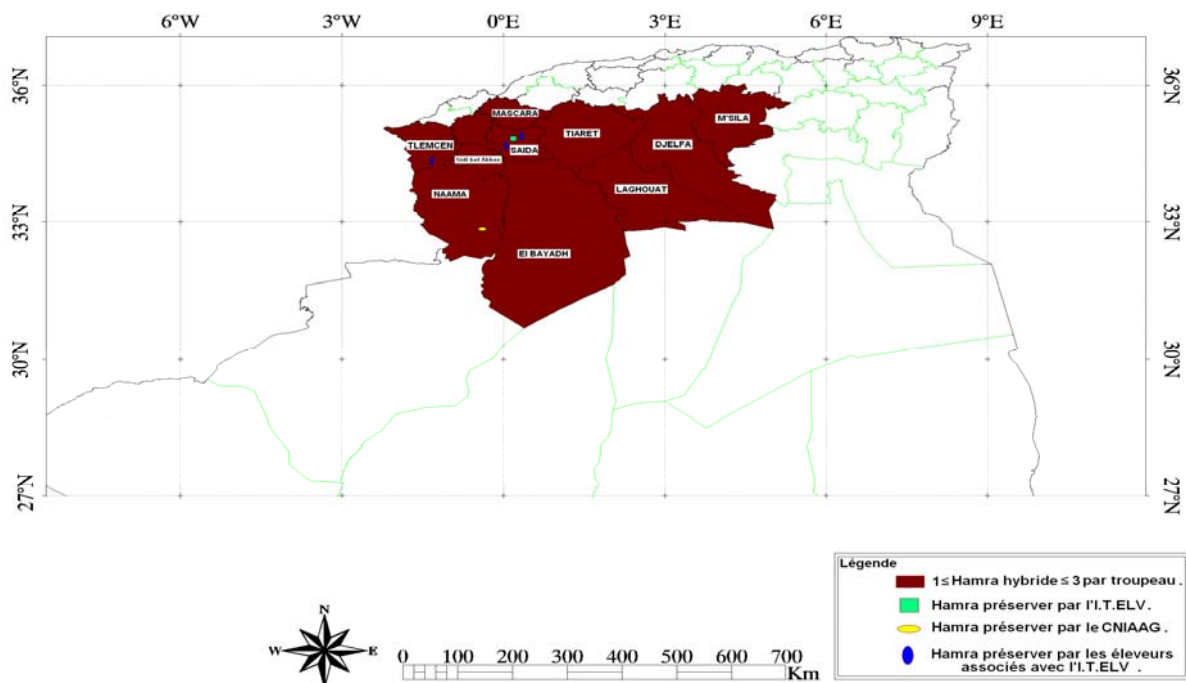 6°W 3°W 0°E 3°E 6°E 9°E
36°N 36°N
MASCARA
M'SILA
TIARET
TLEMCEN
DJELFA
SAIDA
Sidi bel Abbes
LAGHOUAT
NAAMA
33°N 33°N
El BAYADH
30°N 30°N
27°N 27°N
Légende
1≤Hamra hybride≤3 par troupeau.
Hamra préserver par l'I.T.ELV.
Hamra préserver par le CNIAAG.
Hamra préserver par les éleveurs
associés avec l'I.T.ELV .
N
W E
S
0 100 200 300 400 500 600 700
Km